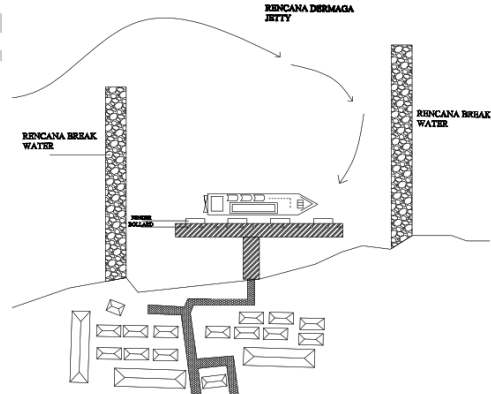 RENCANA DERMAGA
JETTY
RENCANA BREAK
WATER
RENCANA BREAK
WATER
BOLLARD